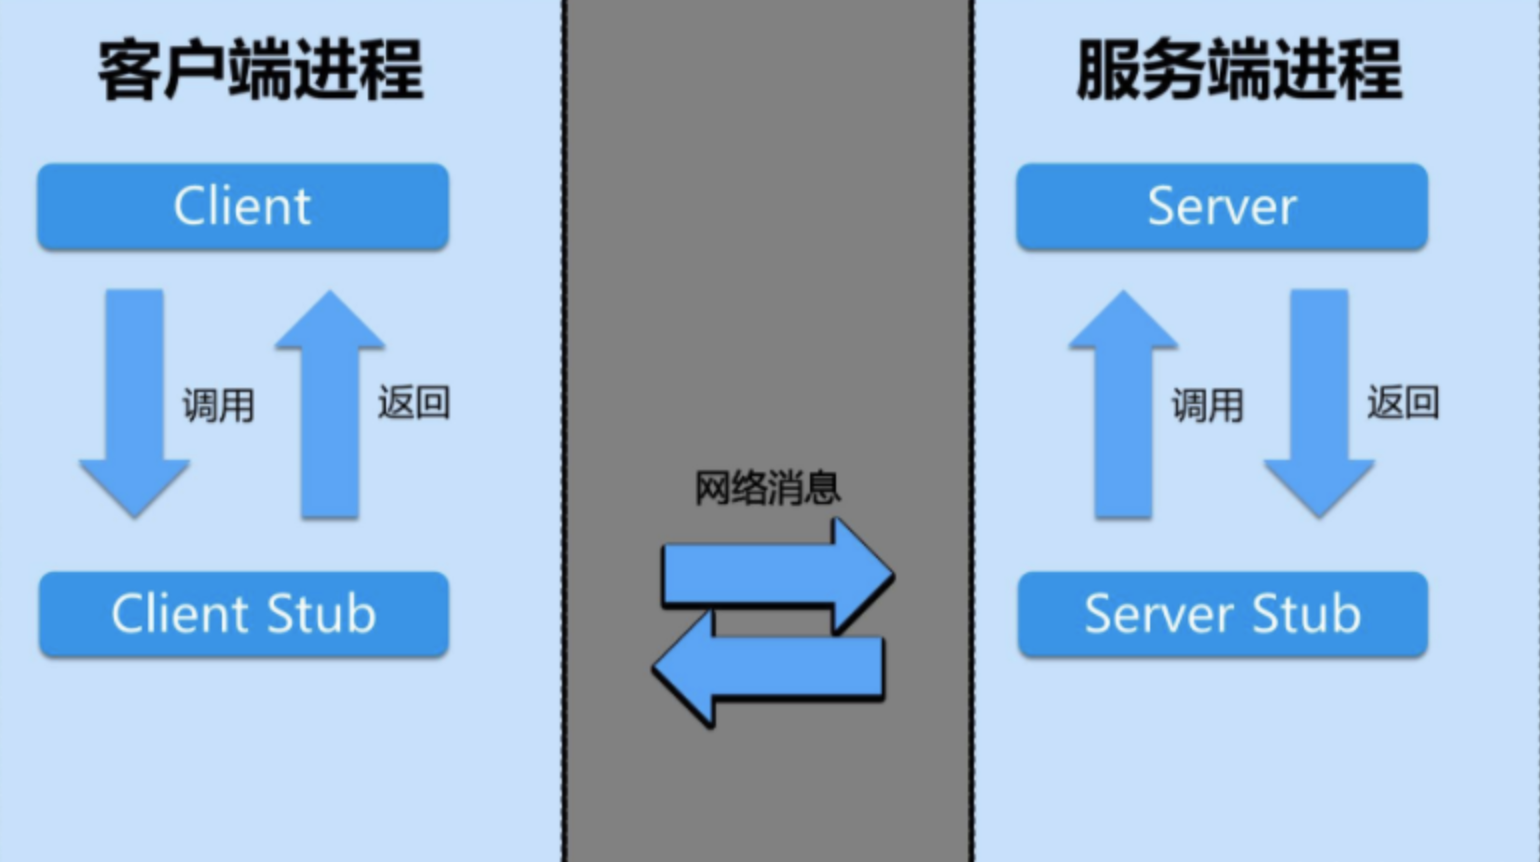 客户端进程
服务端进程
Client
Server
调用
返回
调用
返回
网络消息
Client Stub
Server Stub